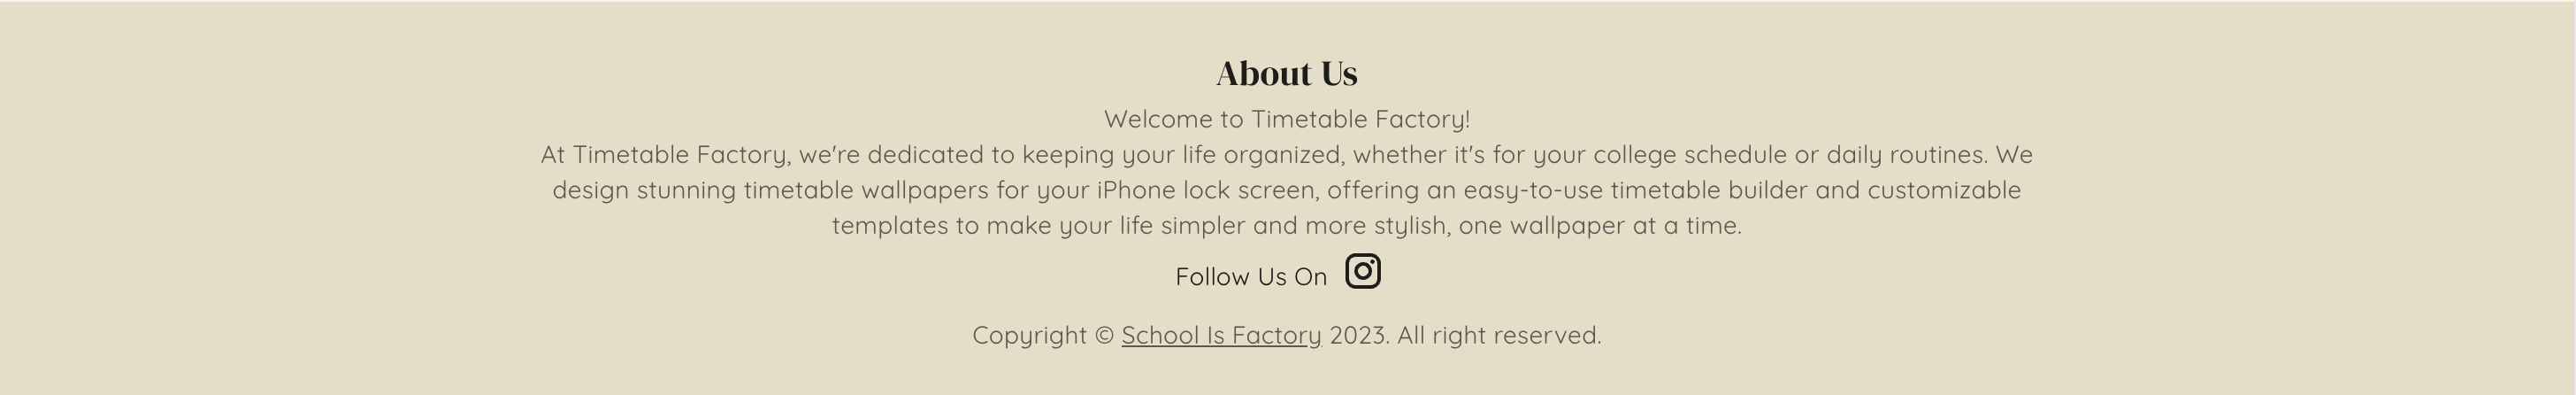 About Us
Welcome to Timetable Factory!
At Timetable Factory, we're dedicated to keeping your life organized, whether it's for your college schedule or daily routines. We
design stunning timetable wallpapers for your iPhone lock screen, offering an easy-to-use timetable builder and customizable
templates to make your life simpler and more stylish, one wallpaper at a time.
Follow Us On
Copyright © School Is Factory 2023. All right reserved.